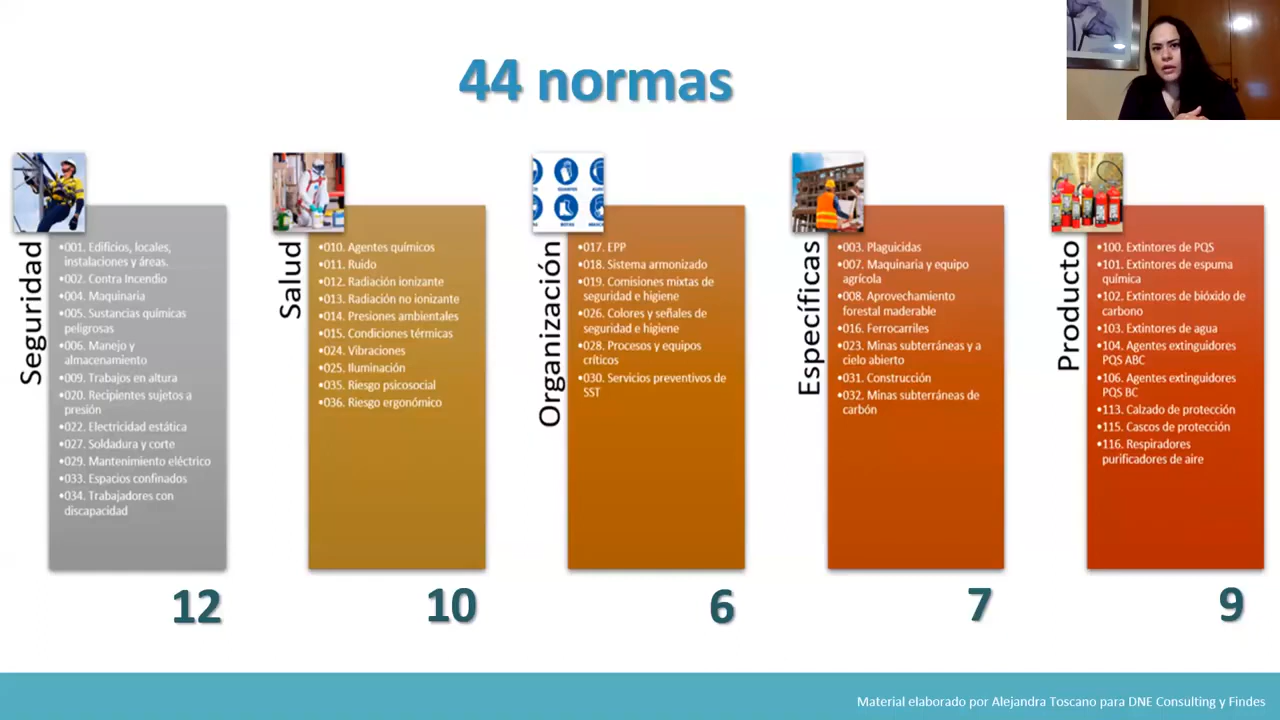 44 normas
Seguridad
•001. Edificios, locales,
instalaciones y áreas.
•002. Contra Incendio
•004. Maquinaria
•005. Sustancias químicas
peligrosas
•006. Manejo y
almacenamiento
•009. Trabajos en altura
•020. Recipientes sujetos a
presión
•022. Electricidad estática
•027. Soldadura y corte
•029. Mantenimiento eléctrico
•033. Espacios confinados
•034. Trabajadores con
discapacidad
12
Salud
•010. Agentes químicos
•011. Ruido
•012. Radiación ionizante
•013. Radiación no ionizante
•014. Presiones ambientales
•015. Condiciones térmicas
•024. Vibraciones
•025. Iluminación
•035. Riesgo psicosocial
•036. Riesgo ergonómico
10
Organización
•017. EPP
•018. Sistema armonizado
•019. Comisiones mixtas de
seguridad e higiene
•026. Colores y señales de
seguridad e higiene
•028. Procesos y equipos
críticos
•030. Servicios preventivos de
SST
6
Específicas
•003. Plaguicidas
•007. Maquinaria y equipo
agrícola
•008. Aprovechamiento
forestal maderable
•016. Ferrocarriles
•023. Minas subterráneas y a
cielo abierto
•031. Construcción
•032. Minas subterráneas de
carbón
7
Producto
•100. Extintores de PQS
•101. Extintores de espuma
química
•102. Extintores de bióxido de
carbono
•103. Extintores de agua
•104. Agentes extinguidores
PQS ABC
•106. Agentes extinguidores
PQS BC
•113. Calzado de protección
•115. Cascos de protección
•116. Respiradores
purificadores de aire
9
Material elaborado por Alejandra Toscano para DNE Consulting y Findes